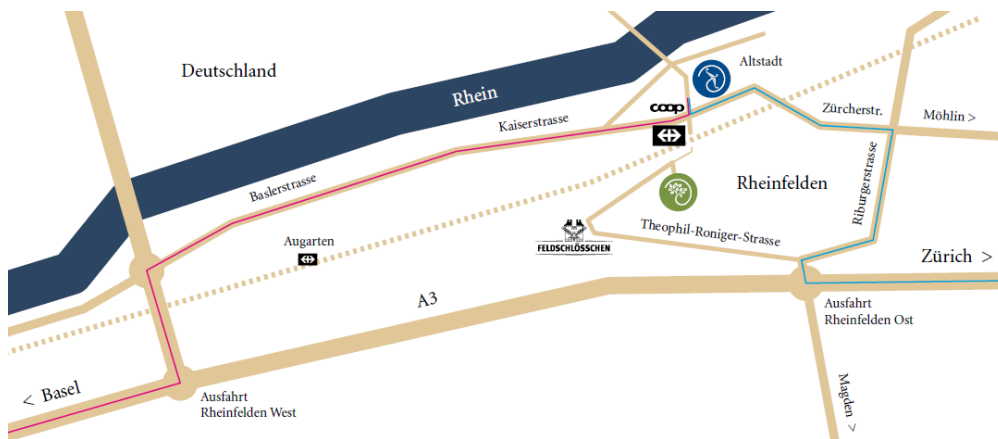 Altstadt
Deutschland
Rhein
coop
Zürcherstr.
Möhlin >
Kaiserstrasse
Baslerstrasse
Rheinfelden
Riburgerstrasse
Theophil-Roniger-Strasse
Augarten
FELDSCHLÖSSCHEN
Zürich >
A3
Ausfahrt
Rheinfelden Ost
< Basel
Ausfahrt
Rheinfelden West
Magden >